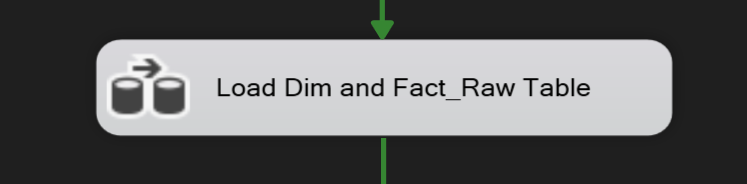 Load Dim and Fact_Raw Table